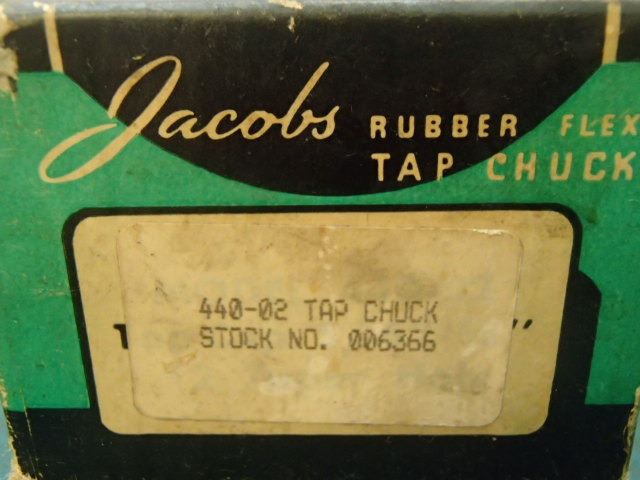 Jacobs RUBBER FLEX
TAP CHUCK
440-02 TAP CHUCK
STOCK NO. 006366